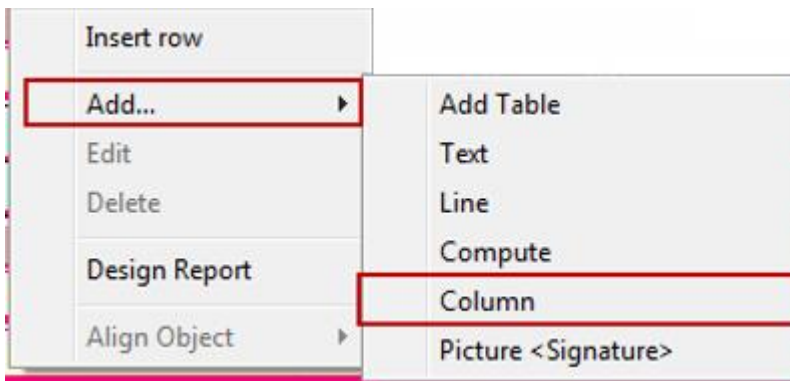 Insert row
Add...
Edit
Delete
Design Report
Align Object
Add Table
Text
Line
Compute
Column
Picture <Signature>